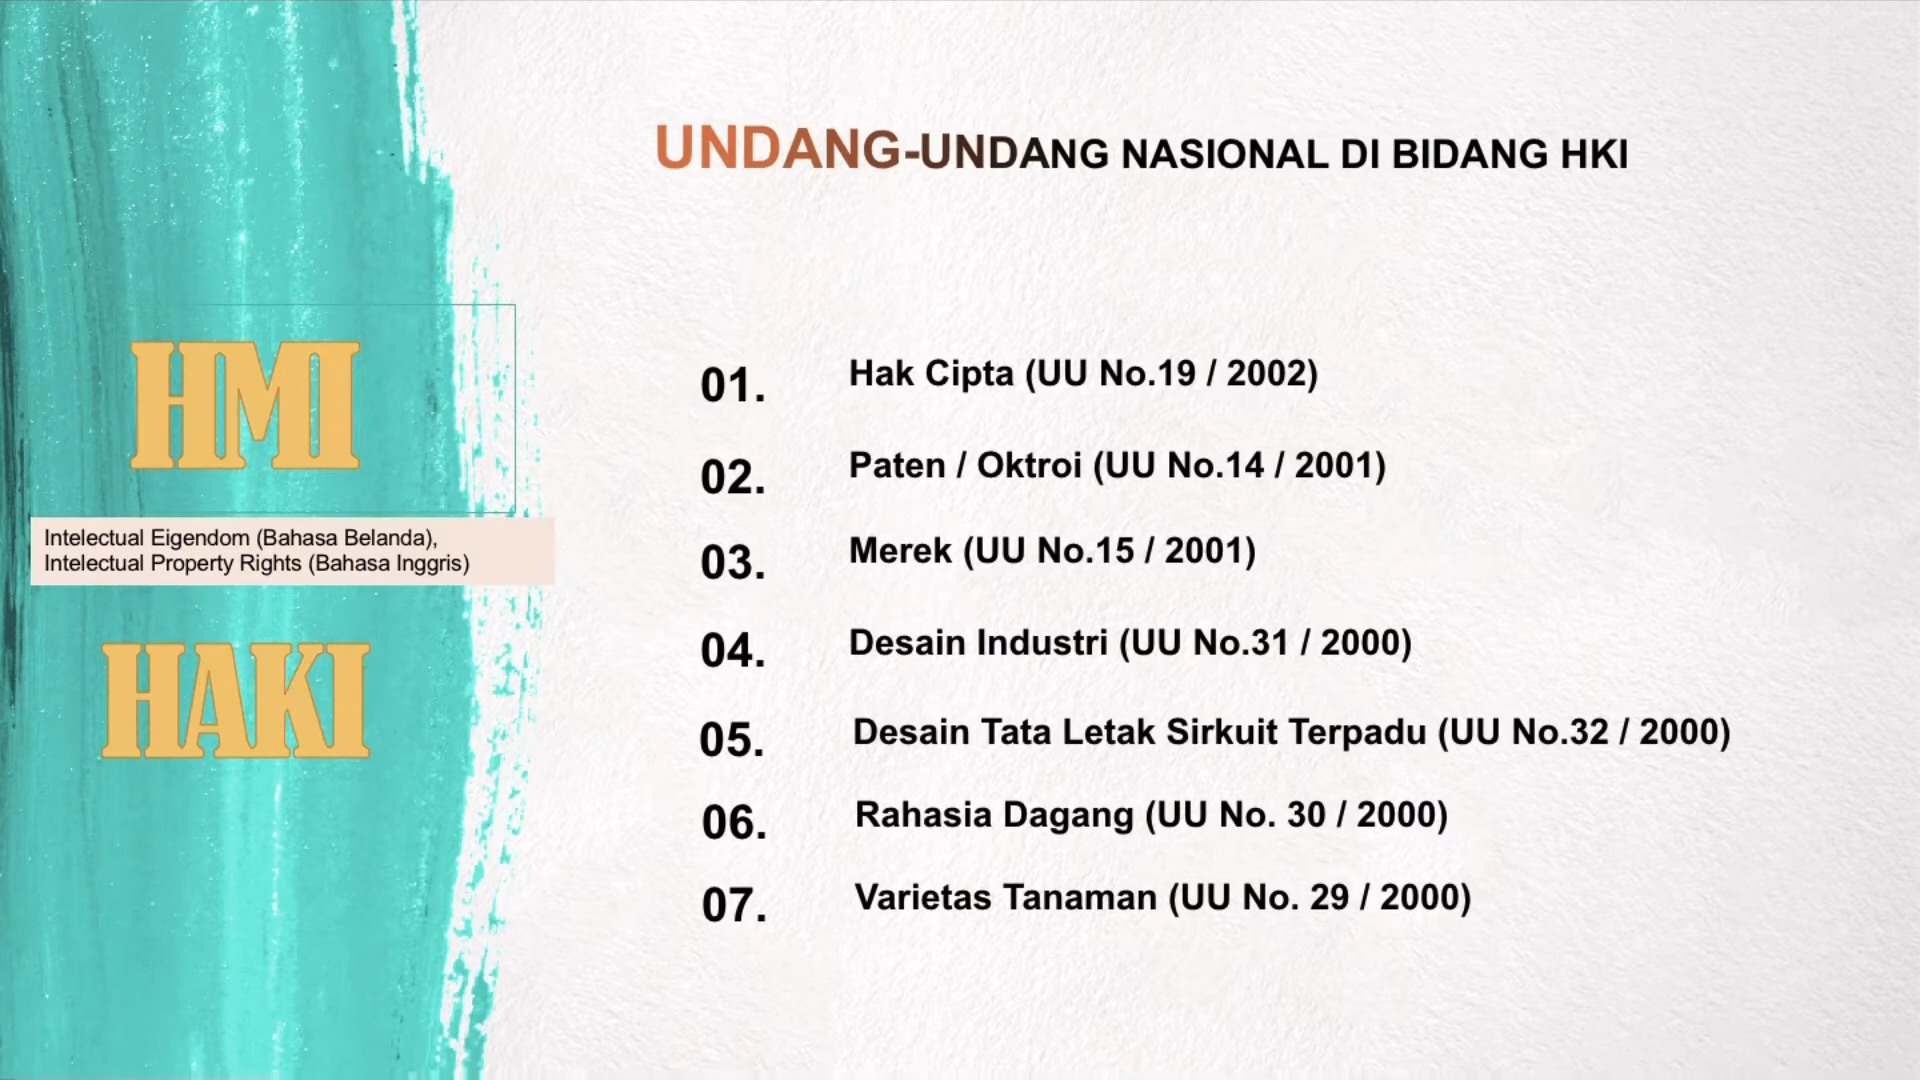 UNDANG-UNDANG NASIONAL DI BIDANG HKI
HMI
Intelectual Eigendom (Bahasa Belanda),
Intelectual Property Rights (Bahasa Inggris)
HAKI
01. Hak Cipta (UU No.19 / 2002)
02. Paten / Oktroi (UU No.14 / 2001)
03. Merek (UU No.15 / 2001)
04. Desain Industri (UU No.31 / 2000)
05. Desain Tata Letak Sirkuit Terpadu (UU No.32 / 2000)
06. Rahasia Dagang (UU No. 30 / 2000)
07. Varietas Tanaman (UU No. 29 / 2000)